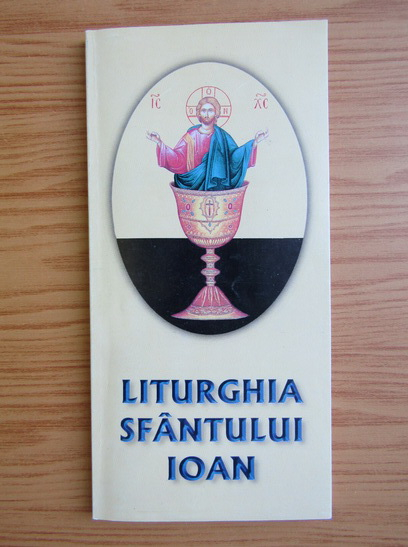 IC XC
O
W N
LITURGHIA
SFÂNTULUI
IOAN